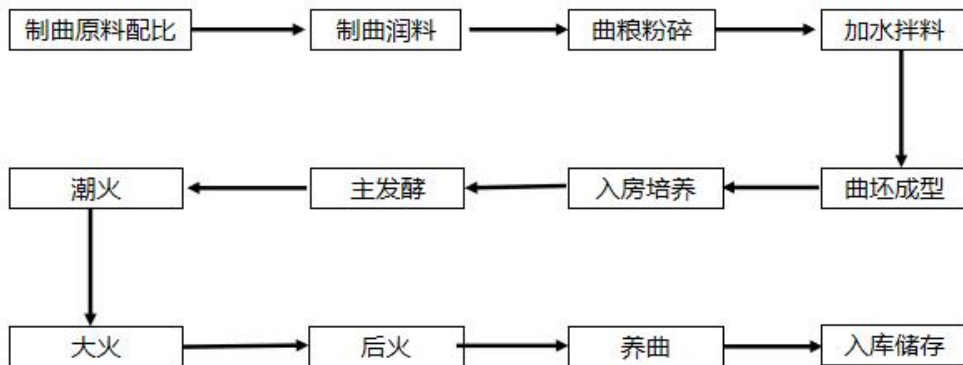 制曲原料配比
制曲润料
曲粮粉碎
加水拌料
曲坯成型
入房培养
主发酵
潮火
大火
后火
养曲
入库储存